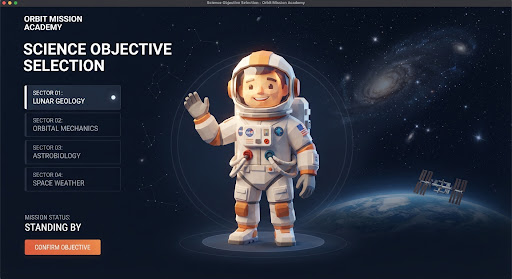 Science Objective Selection - Orbit Mission Academy
ORBIT MISSION
ACADEMY
SCIENCE OBJECTIVE
SELECTION
SECTOR 01:
LUNAR GEOLOGY
SECTOR 02:
ORBITAL MECHANICS
SECTOR 03:
ASTROBIOLOGY
SECTOR 04:
SPACE WEATHER
MISSION STATUS:
STANDING BY
CONFIRM OBJECTIVE